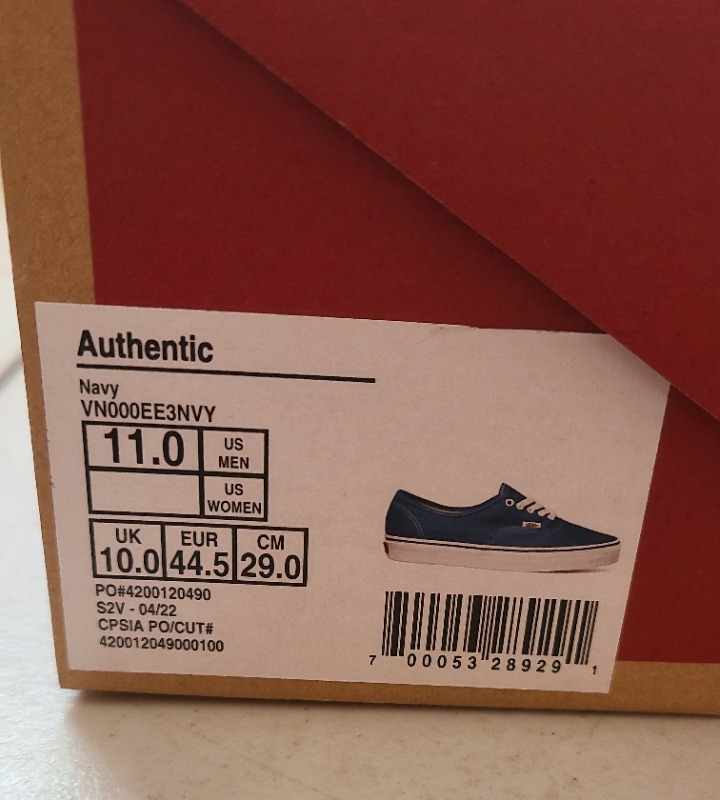 Authentic
Navy
VN000EE3NVY
11.0 US MEN
US WOMEN
UK EUR CM
10.0 44.5 29.0
PO#4200120490
S2V - 04/22
CPSIA PO/CUT#
420012049000100
7 00053 28929 1